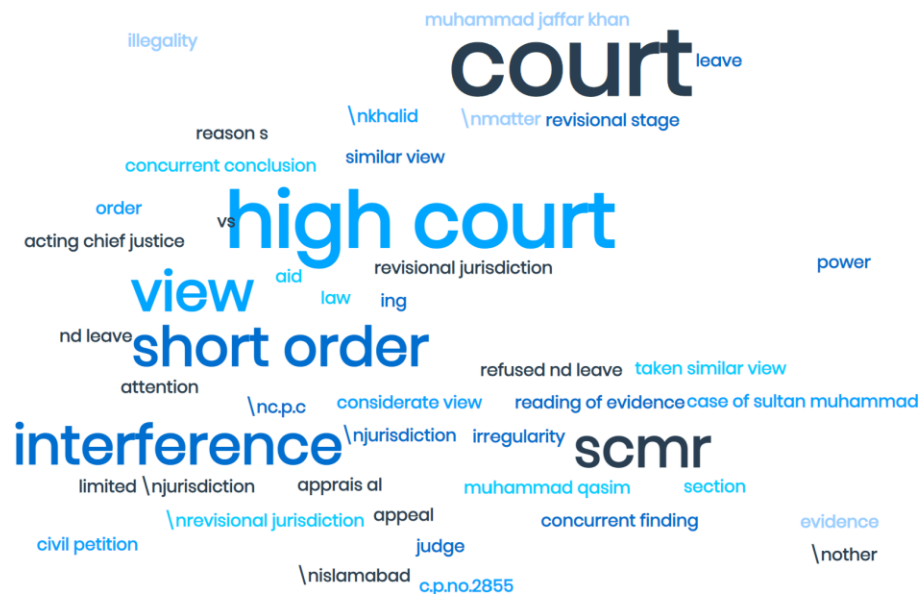 muhammad jaffar khan
illegality
court
leave
\nkhalid
\nmatter
revisional stage
reason s
similar view
concurrent conclusion
high court
order
vs
acting chief justice
revisional jurisdiction
power
view
aid
law
ing
nd leave
short order
refused nd leave
taken similar view
attention
\nc.p.c
considerate view
reading of evidence
case of sultan muhammad
interference
\njurisdiction
irregularity
scmr
limited \njurisdiction
apprais al
muhammad qasim
section
\nrevisional jurisdiction
appeal
concurrent finding
evidence
civil petition
judge
\nother
\nislamabad
c.p.no.2855